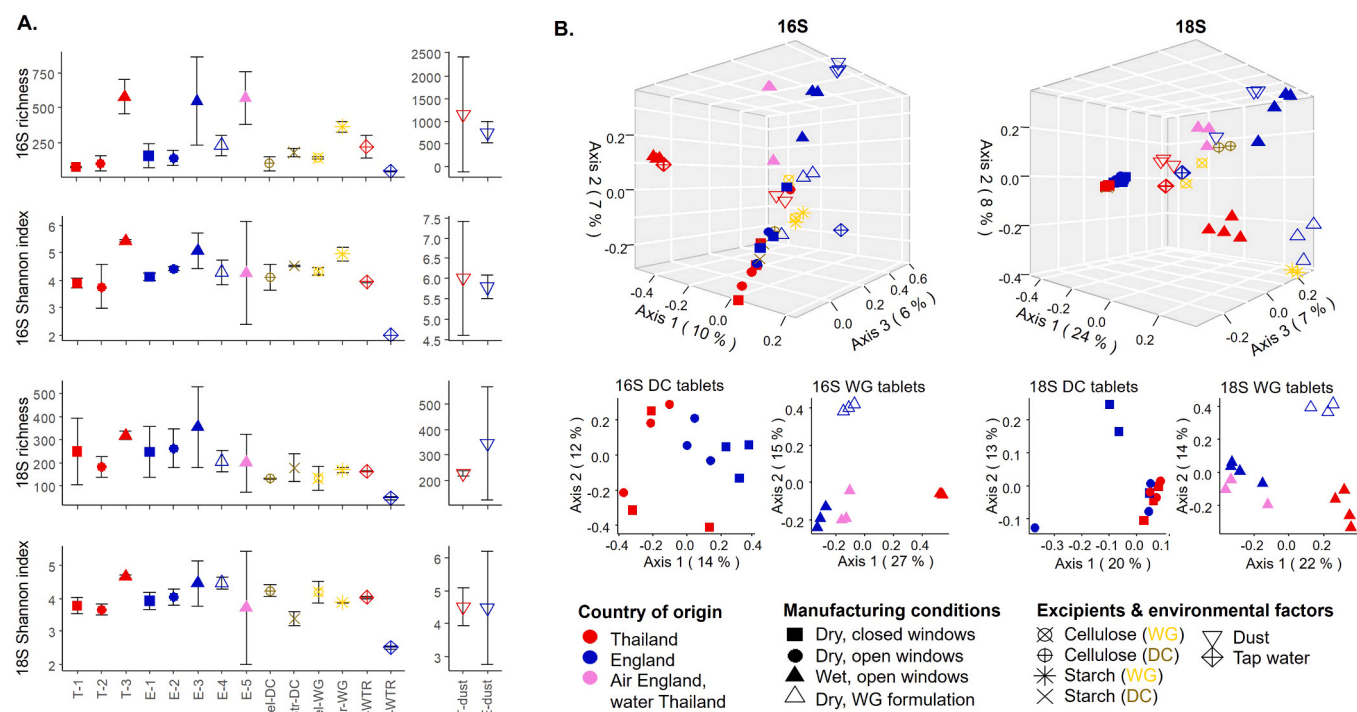 A.
16S richness
750
500
250
2500
2000
1500
1000
500
0
16S Shannon index
6
5
4
3
2
7.5
7.0
6.5
6.0
5.5
5.0
4.5
18S richness
500
400
300
200
100
500
400
300
200
18S Shannon index
5
4
3
2
6
5
4
3
T-1
T-2
T-3
E-1
E-2
E-3
E-4
E-5
el-DC
tr-DC
el-WG
r-WG
-WTR
-WTR
-dust
-dust
B.
16S
Axis 2 ( 7 % )
0.2
0.0
-0.2
-0.4
-0.2
0.0
0.2
Axis 1 ( 10 % )
0.0
0.2
0.4
0.6
Axis 3 ( 6 % )
18S
Axis 2 ( 8 % )
0.2
0.0
-0.2
-0.4
-0.4
-0.2
0.0
0.2
Axis 1 ( 24 % )
-0.2
0.0
0.2
Axis 3 ( 7 % )
16S DC tablets
Axis 2 ( 12 % )
0.2
0.0
-0.2
-0.4
-0.4
-0.2
0.0
0.2
0.4
Axis 1 ( 14 % )
16S WG tablets
Axis 2 ( 15 % )
0.4
0.2
0.0
-0.2
-0.2
0.0
0.2
0.4
Axis 1 ( 27 % )
18S DC tablets
Axis 2 ( 13 % )
0.2
0.1
0.0
-0.1
-0.3
-0.2
-0.1
0.0
0.1
Axis 1 ( 20 % )
18S WG tablets
Axis 2 ( 14 % )
0.4
0.2
0.0
-0.2
-0.2
0.0
0.2
Axis 1 ( 22 % )
Country of origin
Thailand
England
Air England,
water Thailand
Manufacturing conditions
Dry, closed windows
Dry, open windows
Wet, open windows
Dry, WG formulation
Excipients & environmental factors
Cellulose (WG)
Cellulose (DC)
Starch (WG)
Starch (DC)
Dust
Tap water